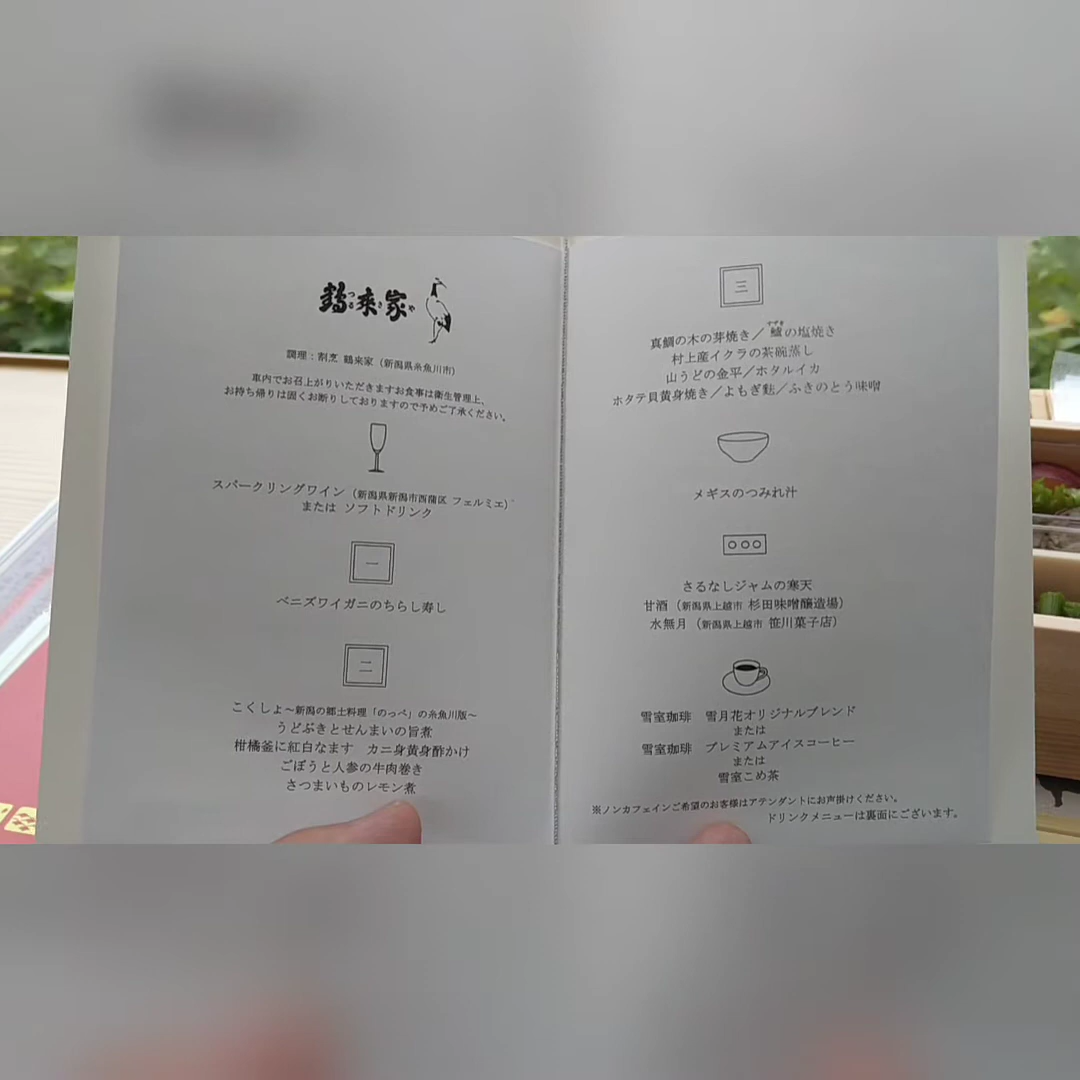 鶴来家
つるきや
調理：割烹 鶴来家（新潟県糸魚川市）
車内でお召上がりいただきますお食事は衛生管理上、
お持ち帰りは固くお断りしておりますので予めご了承ください。
スパークリングワイン（新潟県新潟市西蒲区 フェルミエ）
または ソフトドリンク
一
ベニズワイガニのちらし寿し
二
こくしょ～新潟の郷土料理「のっぺ」の糸魚川版～
うどぶきとせんまいの旨煮
柑橘釜に紅白なます　カニ身黄身酢かけ
ごぼうと人参の牛肉巻き
さつまいものレモン煮
三
真鯛の木の芽焼き／鱸の塩焼き
すずき
村上産イクラの茶碗蒸し
山うどの金平／ホタルイカ
ホタテ貝黄身焼き／よもぎ麩／ふきのとう味噌
メギスのつみれ汁
さるなしジャムの寒天
甘酒（新潟県上越市 杉田味噌醸造場）
水無月（新潟県上越市 笹川菓子店）
雪室珈琲　雪月花オリジナルブレンド
または
雪室珈琲　プレミアムアイスコーヒー
または
雪室こめ茶
※ノンカフェインご希望のお客様はアテンダントにお声掛けください。
ドリンクメニューは裏面にございます。